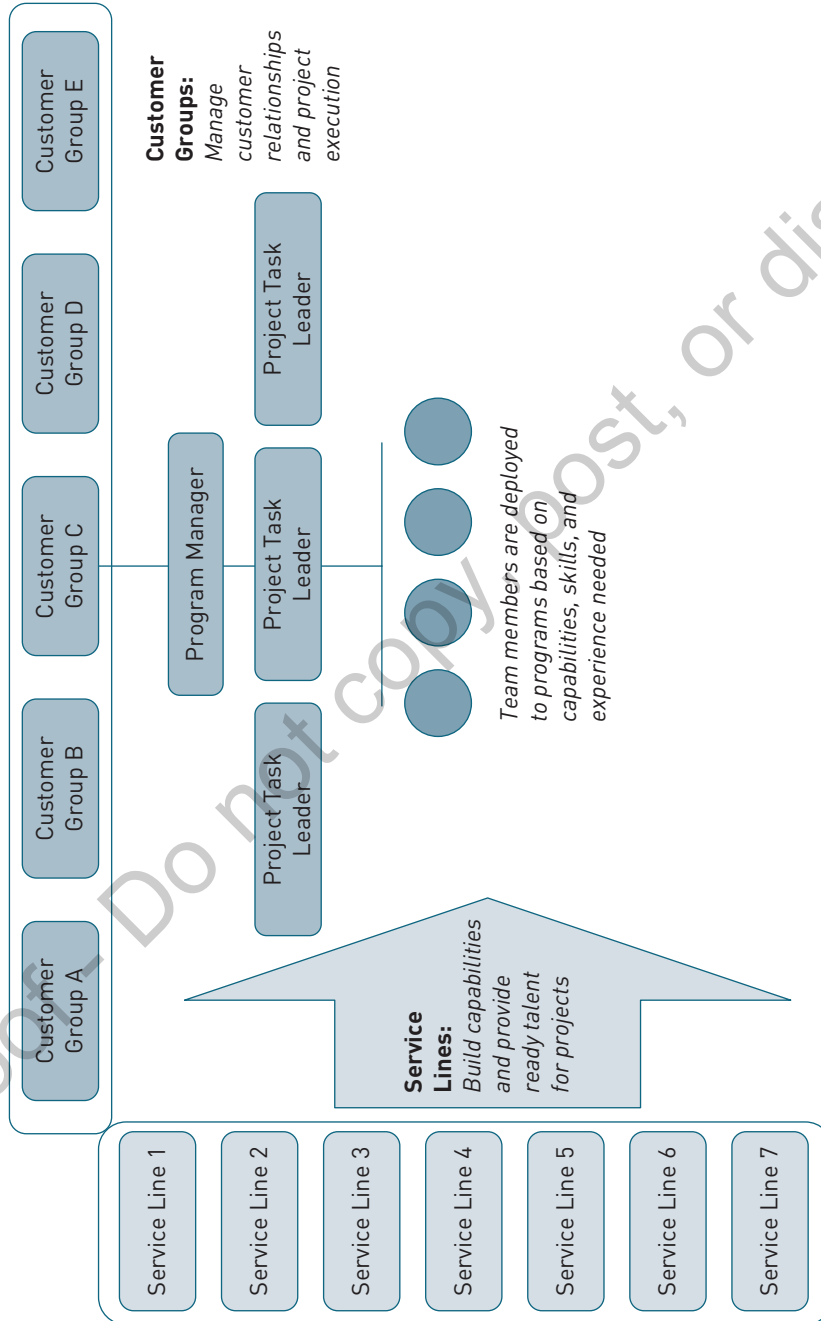 Customer
Group A
Customer
Group B
Customer
Group C
Customer
Group D
Customer
Group E
Service Line 1
Service Line 2
Service Line 3
Service Line 4
Service Line 5
Service Line 6
Service Line 7
Service
Lines:
Build capabilities
and provide
ready talent
for projects
Program Manager
Project Task
Leader
Project Task
Leader
Project Task
Leader
Customer
Groups:
Manage
customer
relationships
and project
execution
Team members are deployed
to programs based on
capabilities, skills, and
experience needed
- Do not copy, post, or